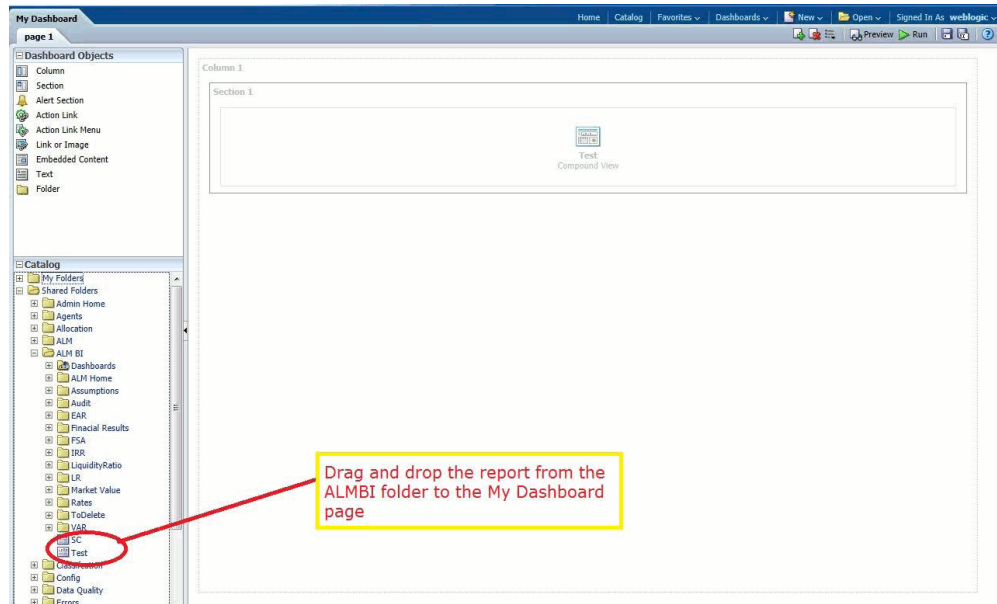 My Dashboard
Home Catalog Favorites Dashboards New Open Signed In As weblogic
page 1
Preview Run
Dashboard Objects
Column
Section
Alert Section
Action Link
Action Link Menu
Link or Image
Embedded Content
Text
Folder
Column 1
Section 1
Test
Compound View
Catalog
My Folders
Shared Folders
Admin Home
Agents
Allocation
ALM
ALM BI
Dashboards
ALM Home
Assumptions
Audit
EAR
Finacial Results
FSA
IRR
LiquidityRatio
LR
Market Value
Rates
ToDelete
VAR
SC
Test
Classification
Config
Data Quality
Errors
Drag and drop the report from the
ALMBI folder to the My Dashboard
page